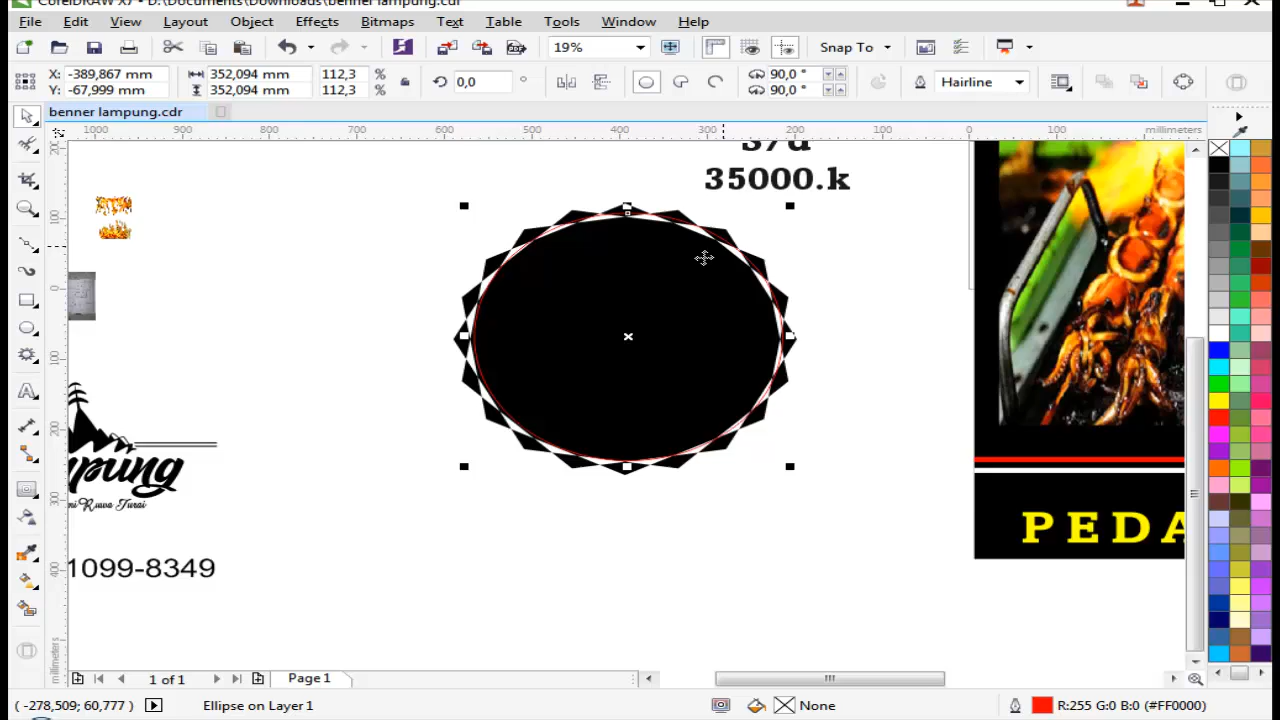 CorelDRAW X7 - D:\Documents\Downloads\benner lampung.cdr
File Edit View Layout Object Effects Bitmaps Text Table Tools Window Help
19% Snap To
X: -389,867 mm 352,094 mm 112,3 % 0,0 ° 90,0 ° Hairline
Y: -67,999 mm 352,094 mm 112,3 % 90,0 °
benner lampung.cdr
1000 900 800 700 600 500 400 300 200 100 0 100 millimeters
S/d
35000.k
mpung
mi Ruwa Jurai
1099-8349
PEDA
1 of 1 Page 1
( -278,509; 60,777 ) Ellipse on Layer 1 None R:255 G:0 B:0 (#FF0000)